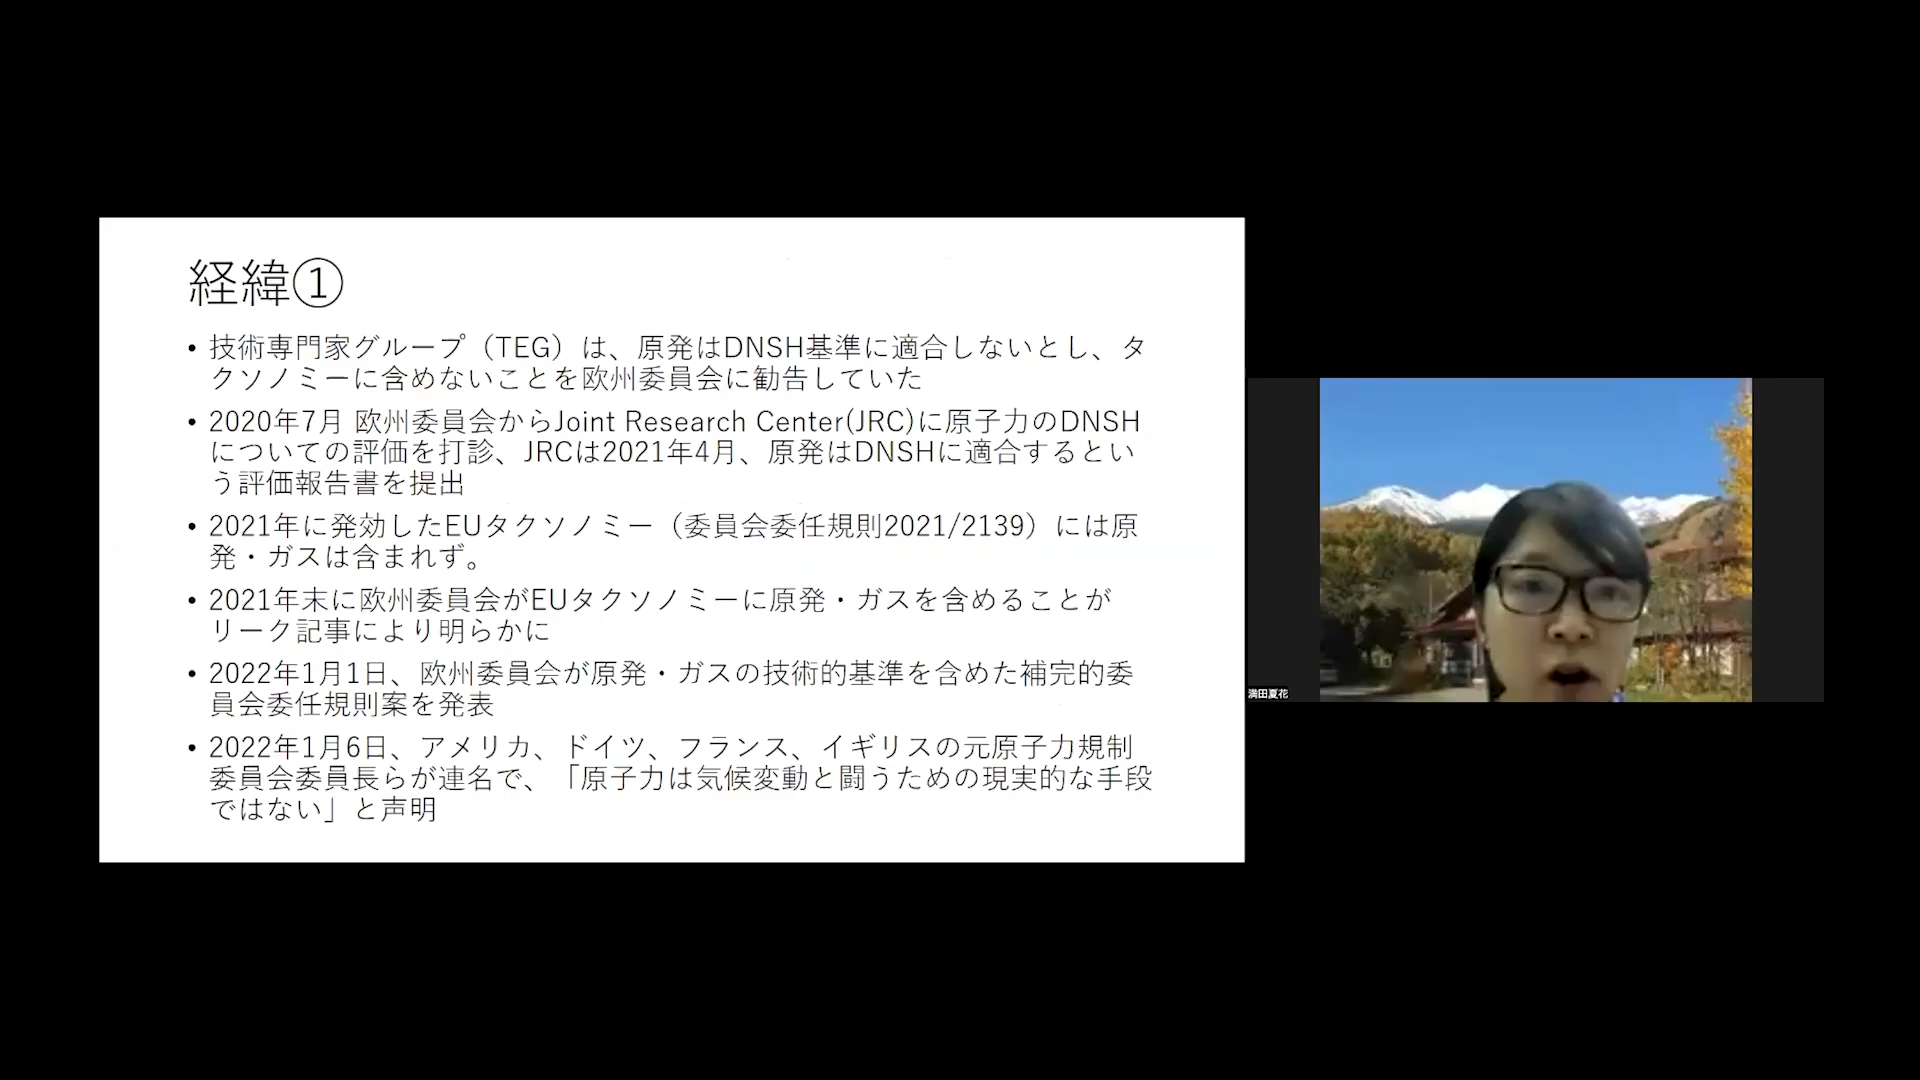 経緯①
• 技術専門家グループ（TEG）は、原発はDNSH基準に適合しないとし、タ
クソノミーに含めないことを欧州委員会に勧告していた
• 2020年7月 欧州委員会からJoint Research Center(JRC)に原子力のDNSH
についての評価を打診、JRCは2021年4月、原発はDNSHに適合するとい
う評価報告書を提出
• 2021年に発効したEUタクソノミー（委員会委任規則2021/2139）には原
発・ガスは含まれず。
• 2021年末に欧州委員会がEUタクソノミーに原発・ガスを含めることが
リーク記事により明らかに
• 2022年1月1日、欧州委員会が原発・ガスの技術的基準を含めた補完的委
員会委任規則案を発表
• 2022年1月6日、アメリカ、ドイツ、フランス、イギリスの元原子力規制
委員会委員長らが連名で、「原子力は気候変動と闘うための現実的な手段
ではない」と声明
満田夏花